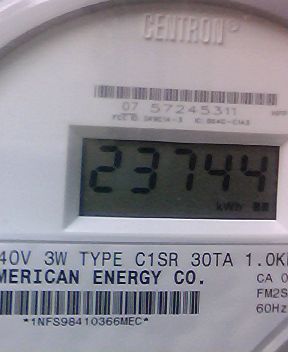 CENTRON®
07 57245311
23744
kWh
40V 3W TYPE C1SR 30TA 1.0K
MERICAN ENERGY CO.
CA 0
FM2S
60Hz
*1NFS98410366MEC*